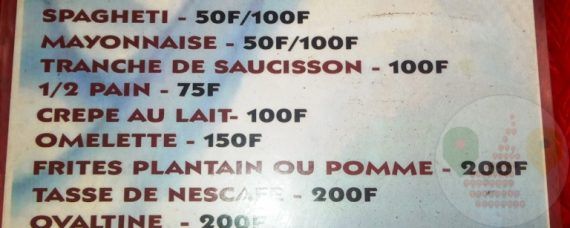 SPAGHETI - 50F/100F
MAYONNAISE - 50F/100F
TRANCHE DE SAUCISSON - 100F
1/2 PAIN - 75F
CREPE AU LAIT- 100F
OMELETTE - 150F
FRITES PLANTAIN OU POMME - 200F
TASSE DE NESCAFE - 200F
OVALTINE - 200F